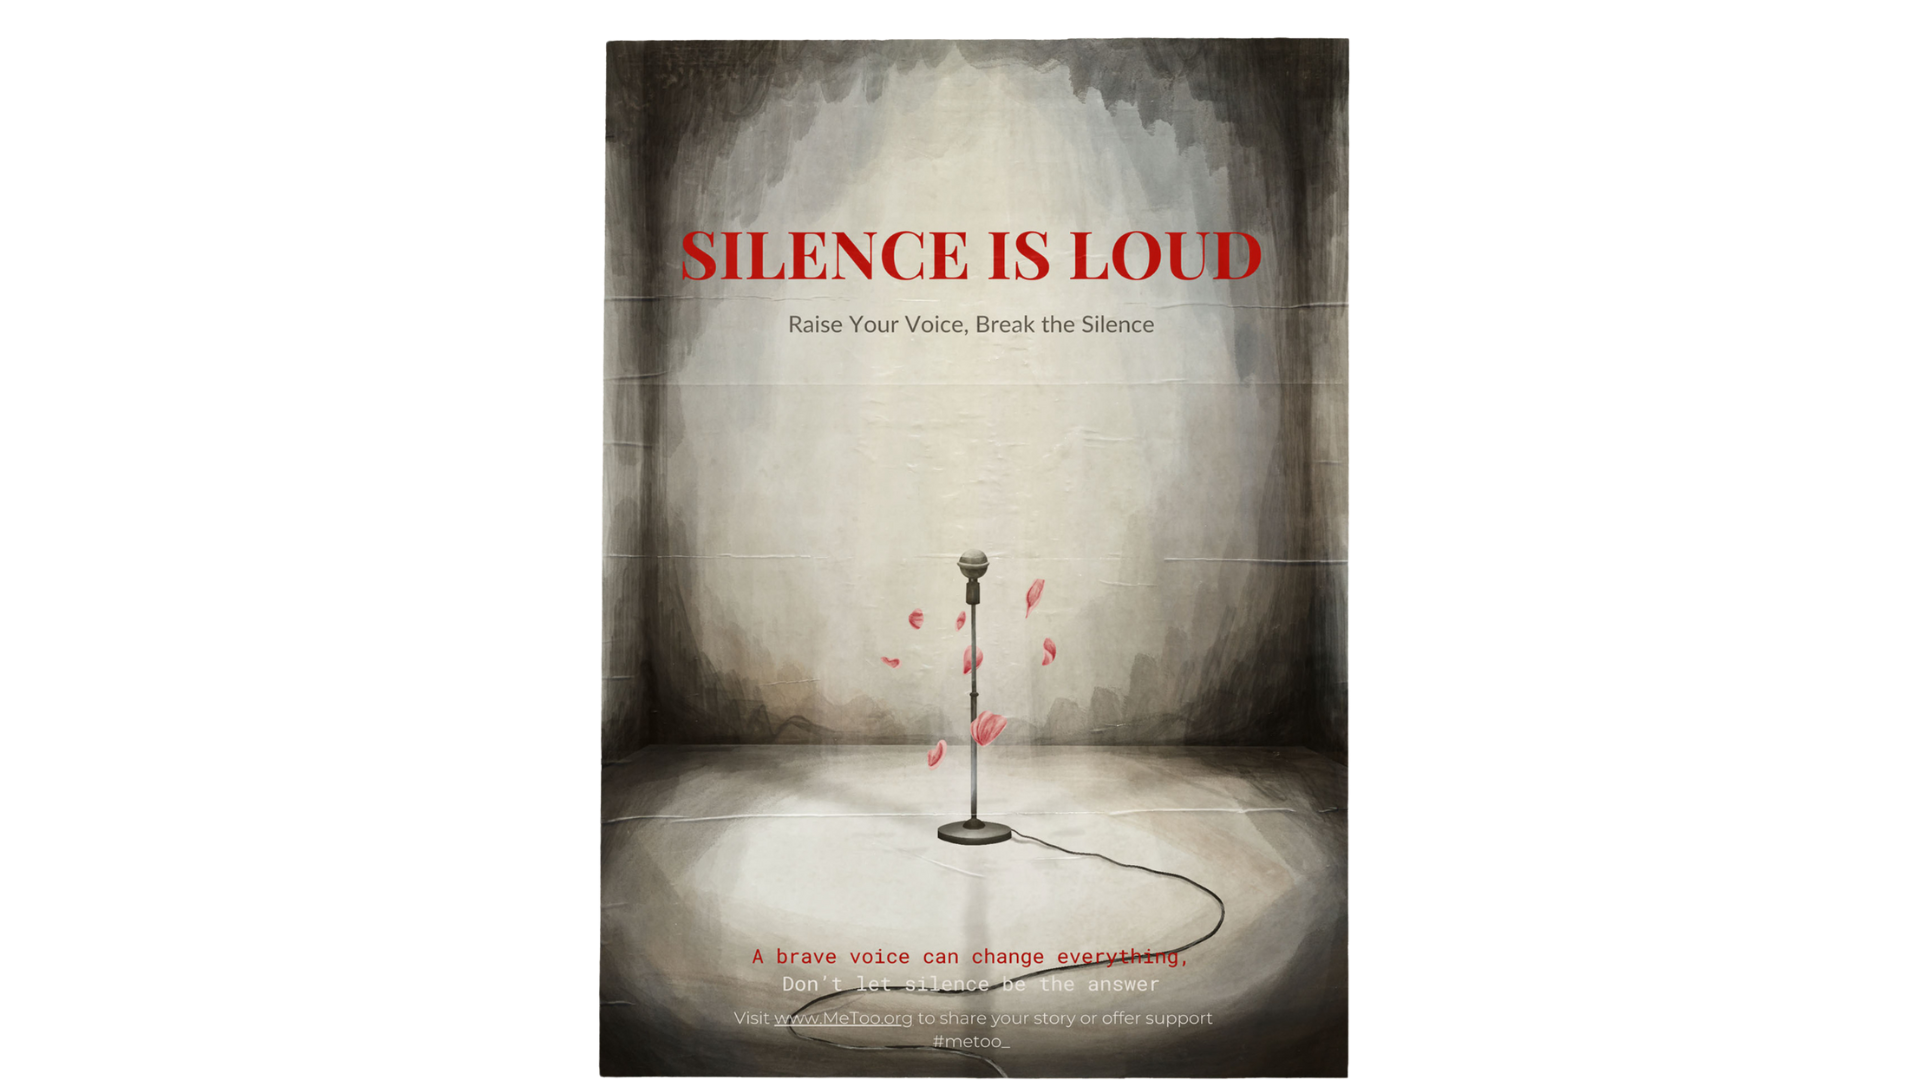 SILENCE IS LOUD
Raise Your Voice, Break the Silence
A brave voice can change everything,
Don't let silence be the answer
Visit www.MeToo.org to share your story or offer support
#metoo_